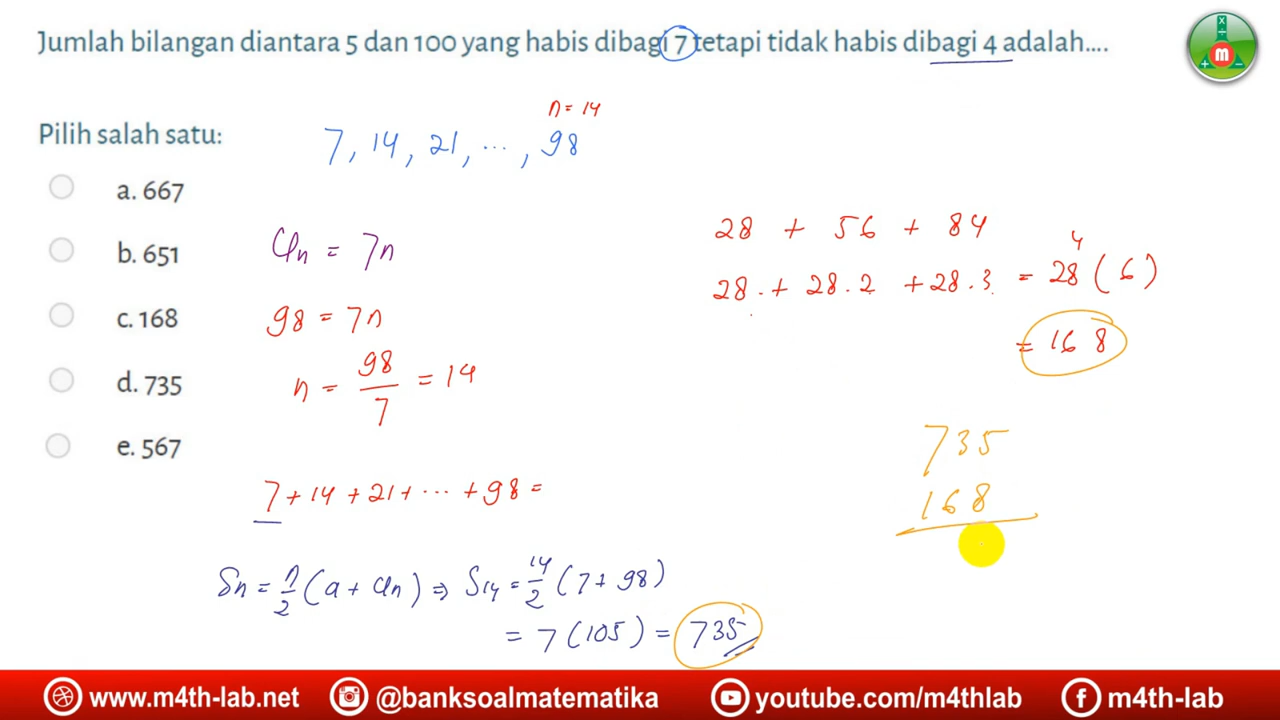 Jumlah bilangan diantara 5 dan 100 yang habis dibagi 7 tetapi tidak habis dibagi 4 adalah....
m
Pilih salah satu:
a. 667
b. 651
c. 168
d. 735
e. 567
n = 14
7, 14, 21, ..., 98
Un = 7n
98 = 7n
n = 98/7 = 14
7 + 14 + 21 + ... + 98 =
Sn = n/2 (a + Un) ⇒ S14 = 14/2 (7 + 98)
= 7 (105) = 735
28 + 56 + 84
4
28 . + 28 . 2 + 28 . 3 = 28 ( 6 )
= 168
735
168
www.m4th-lab.net
@banksoalmatematika
youtube.com/m4thlab
m4th-lab